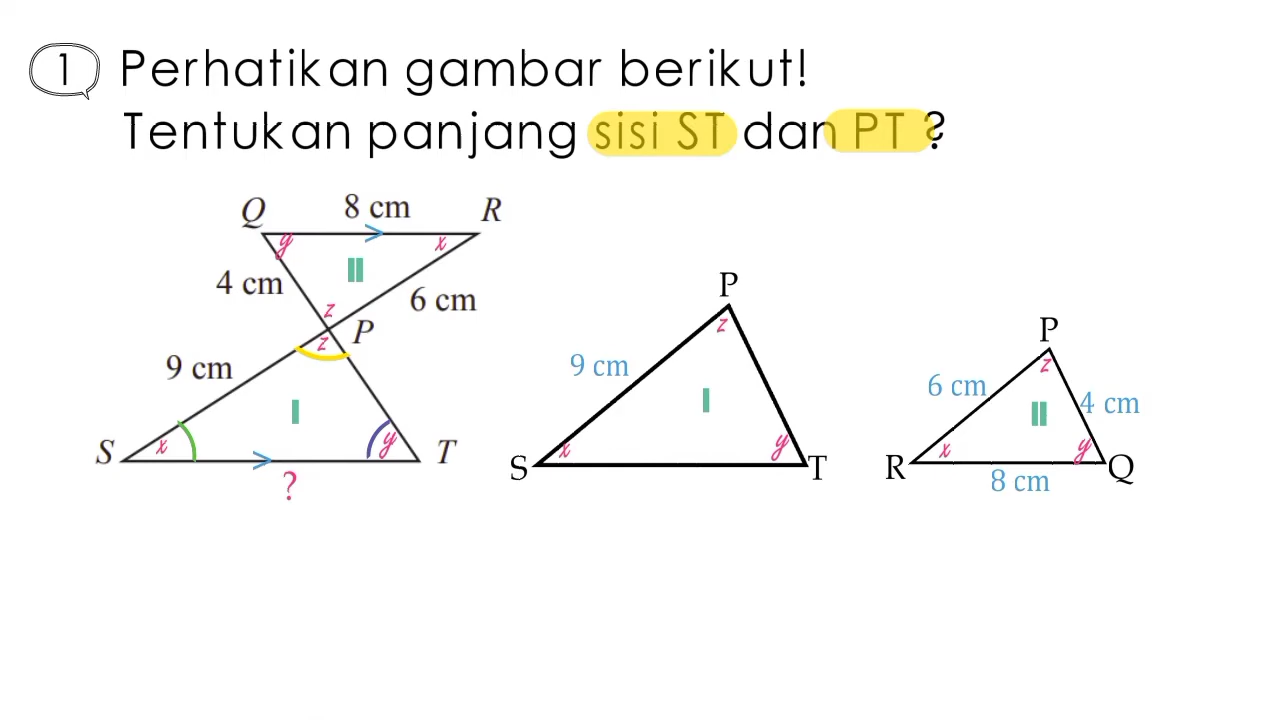 1 Perhatikan gambar berikut!
Tentukan panjang sisi ST dan PT ?
Q 8 cm R
y x
II
4 cm
6 cm
z
P
z
9 cm
I
S x y T
?
P
z
9 cm
I
S x y T
P
z
6 cm
4 cm
II
R x y Q
8 cm